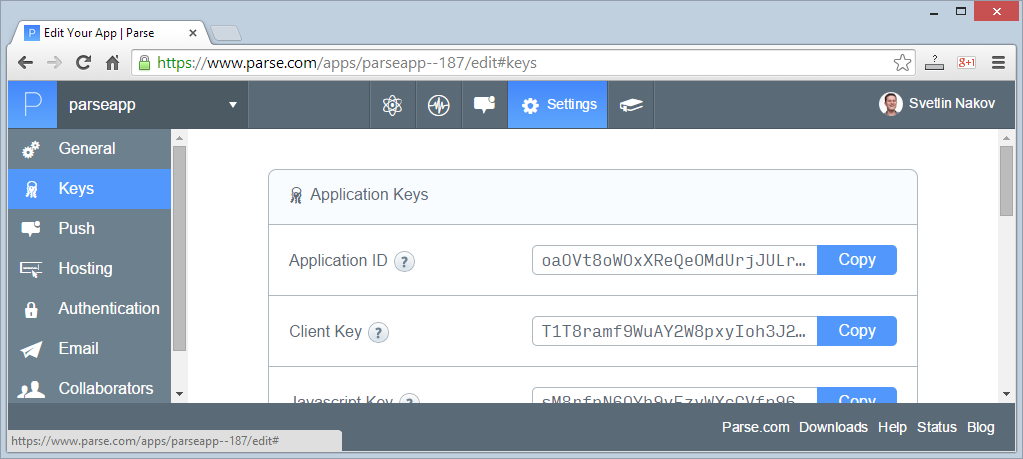 Edit Your App | Parse
https://www.parse.com/apps/parseapp--187/edit#keys
parseapp
Settings
Svetlin Nakov
General
Keys
Push
Hosting
Authentication
Email
Collaborators
Application Keys
Application ID ?
oaOVt8oWOxXReQeOMdUrjJULr... Copy
Client Key ?
T1T8ramf9WuAY2W8pxyIoh3J2... Copy
Javascript Key ?
Copy
Parse.com Downloads Help Status Blog
https://www.parse.com/apps/parseapp--187/edit#